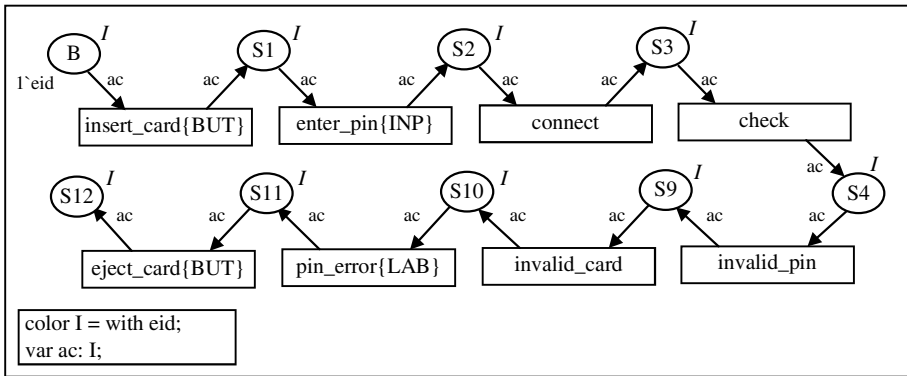 I I I I
B S1 S2 S3
1`eid ac ac ac ac ac ac ac
insert_card{BUT} enter_pin{INP} connect check
ac I
I I I I
S12 S11 S10 S9 S4
ac ac ac ac ac ac ac ac
eject_card{BUT} pin_error{LAB} invalid_card invalid_pin
color I = with eid;
var ac: I;